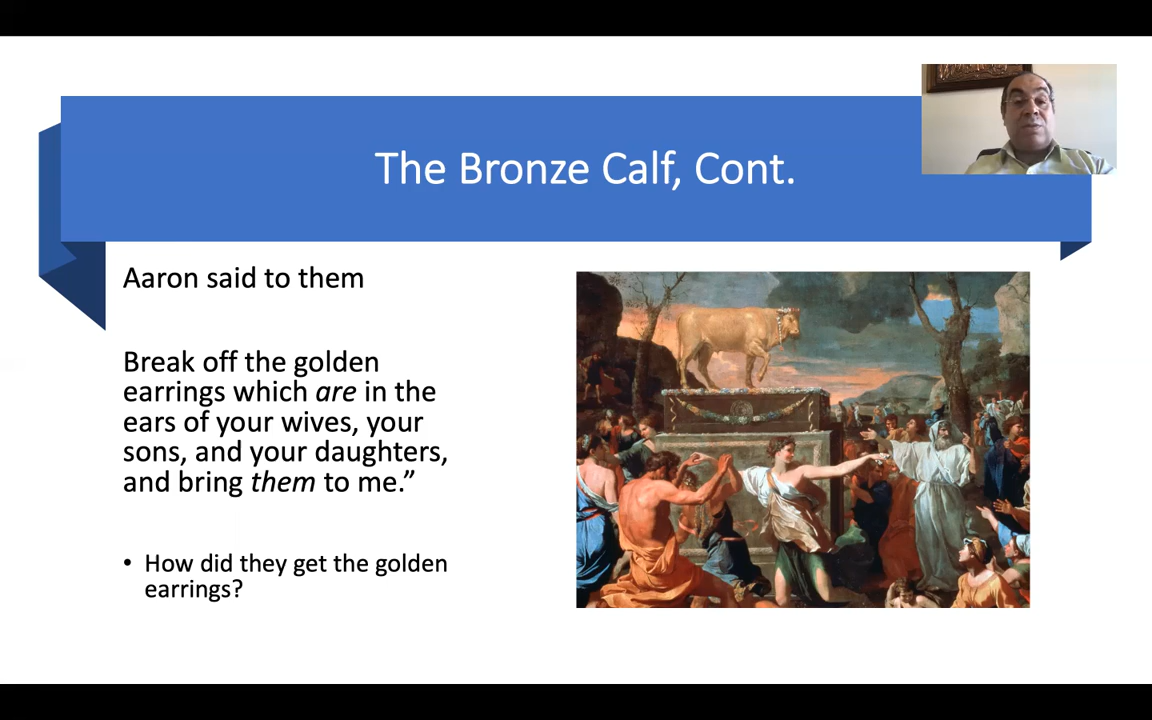 The Bronze Calf, Cont.
Aaron said to them
Break off the golden
earrings which are in the
ears of your wives, your
sons, and your daughters,
and bring them to me.”
• How did they get the golden
earrings?